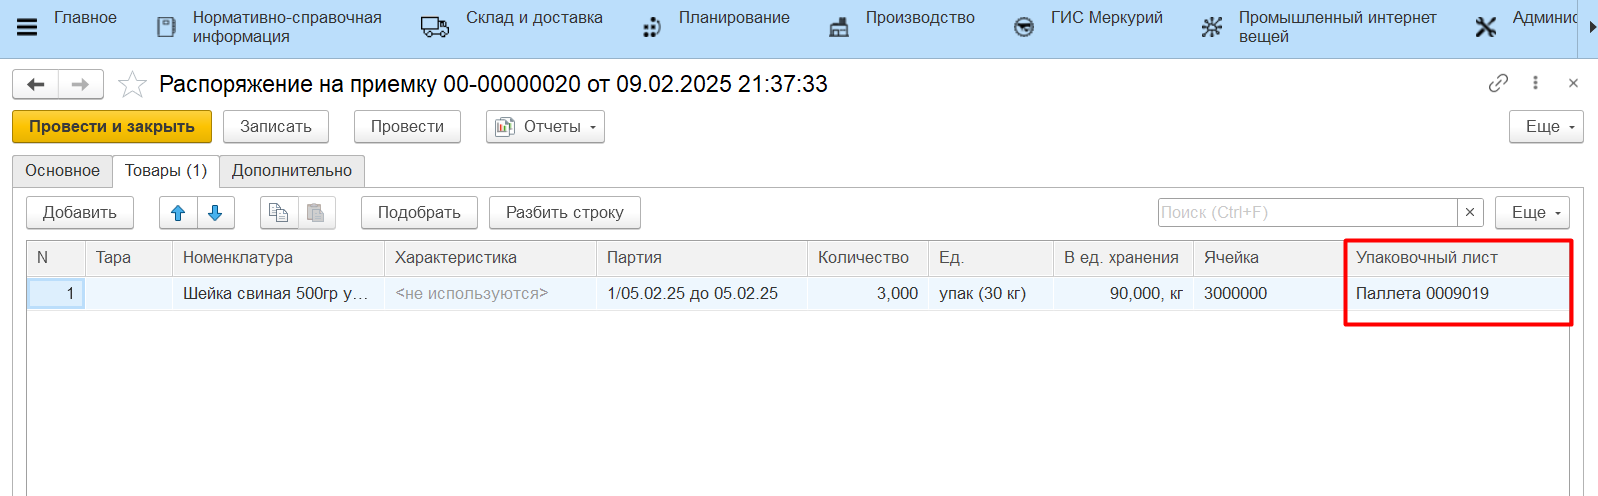 Главное
Нормативно-справочная информация
Склад и доставка
Планирование
Производство
ГИС Меркурий
Промышленный интернет вещей
Админис
Распоряжение на приемку 00-00000020 от 09.02.2025 21:37:33
Провести и закрыть Записать Провести Отчеты Еще
Основное Товары (1) Дополнительно
Добавить Подобрать Разбить строку Поиск (Ctrl+F) × Еще
N Тара Номенклатура Характеристика Партия Количество Ед. В ед. хранения Ячейка Упаковочный лист
1 Шейка свиная 500гр у... <не используются> 1/05.02.25 до 05.02.25 3,000 упак (30 кг) 90,000, кг 3000000 Паллета 0009019